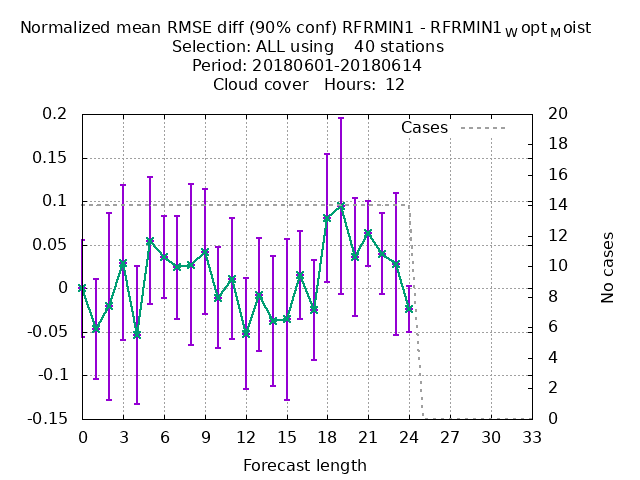 Normalized mean RMSE diff (90% conf) RFRMIN1 - RFRMIN1WoptMoist
Selection: ALL using 40 stations
Period: 20180601-20180614
Cloud cover Hours: 12
Cases
0.2
0.15
0.1
0.05
0
-0.05
-0.1
-0.15
20
18
16
14
12
10
8
6
4
2
0
No cases
0 3 6 9 12 15 18 21 24 27 30 33
Forecast length